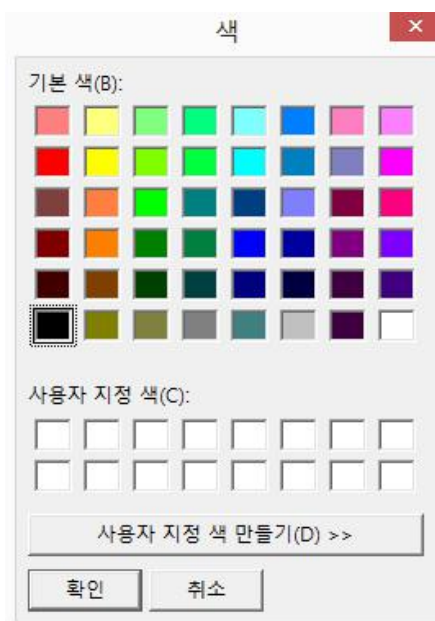 색
기본 색(B):
사용자 지정 색(C):
사용자 지정 색 만들기(D) >>
확인
취소